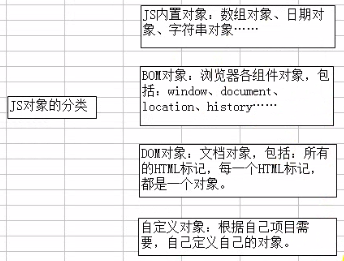 JS内置对象：数组对象、日期对
象、字符串对象……
BOM对象：浏览器各组件对象，包
括：window、document、
location、history……
JS对象的分类
DOM对象：文档对象，包括：所有
的HTML标记，每一个HTML标记，
都是一个对象。
自定义对象：根据自己项目需
要，自己定义自己的对象。